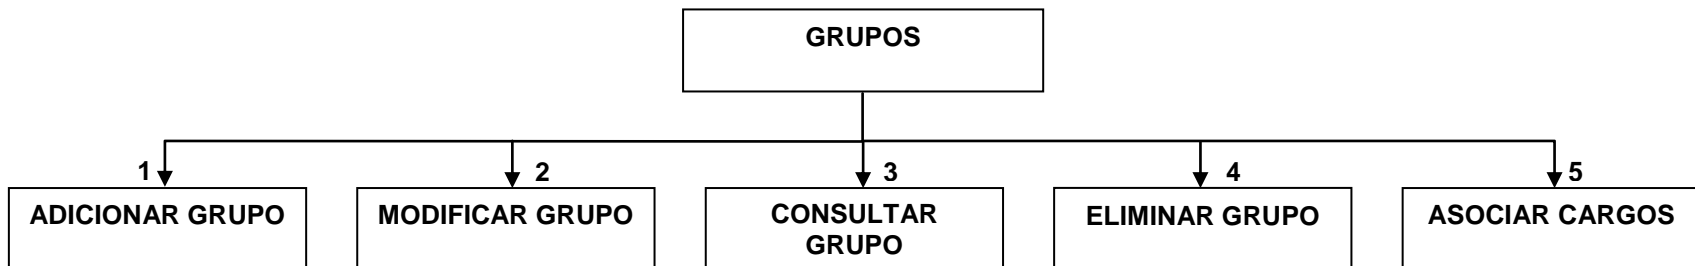 GRUPOS
1
2
3
4
5
ADICIONAR GRUPO
MODIFICAR GRUPO
CONSULTAR
GRUPO
ELIMINAR GRUPO
ASOCIAR CARGOS